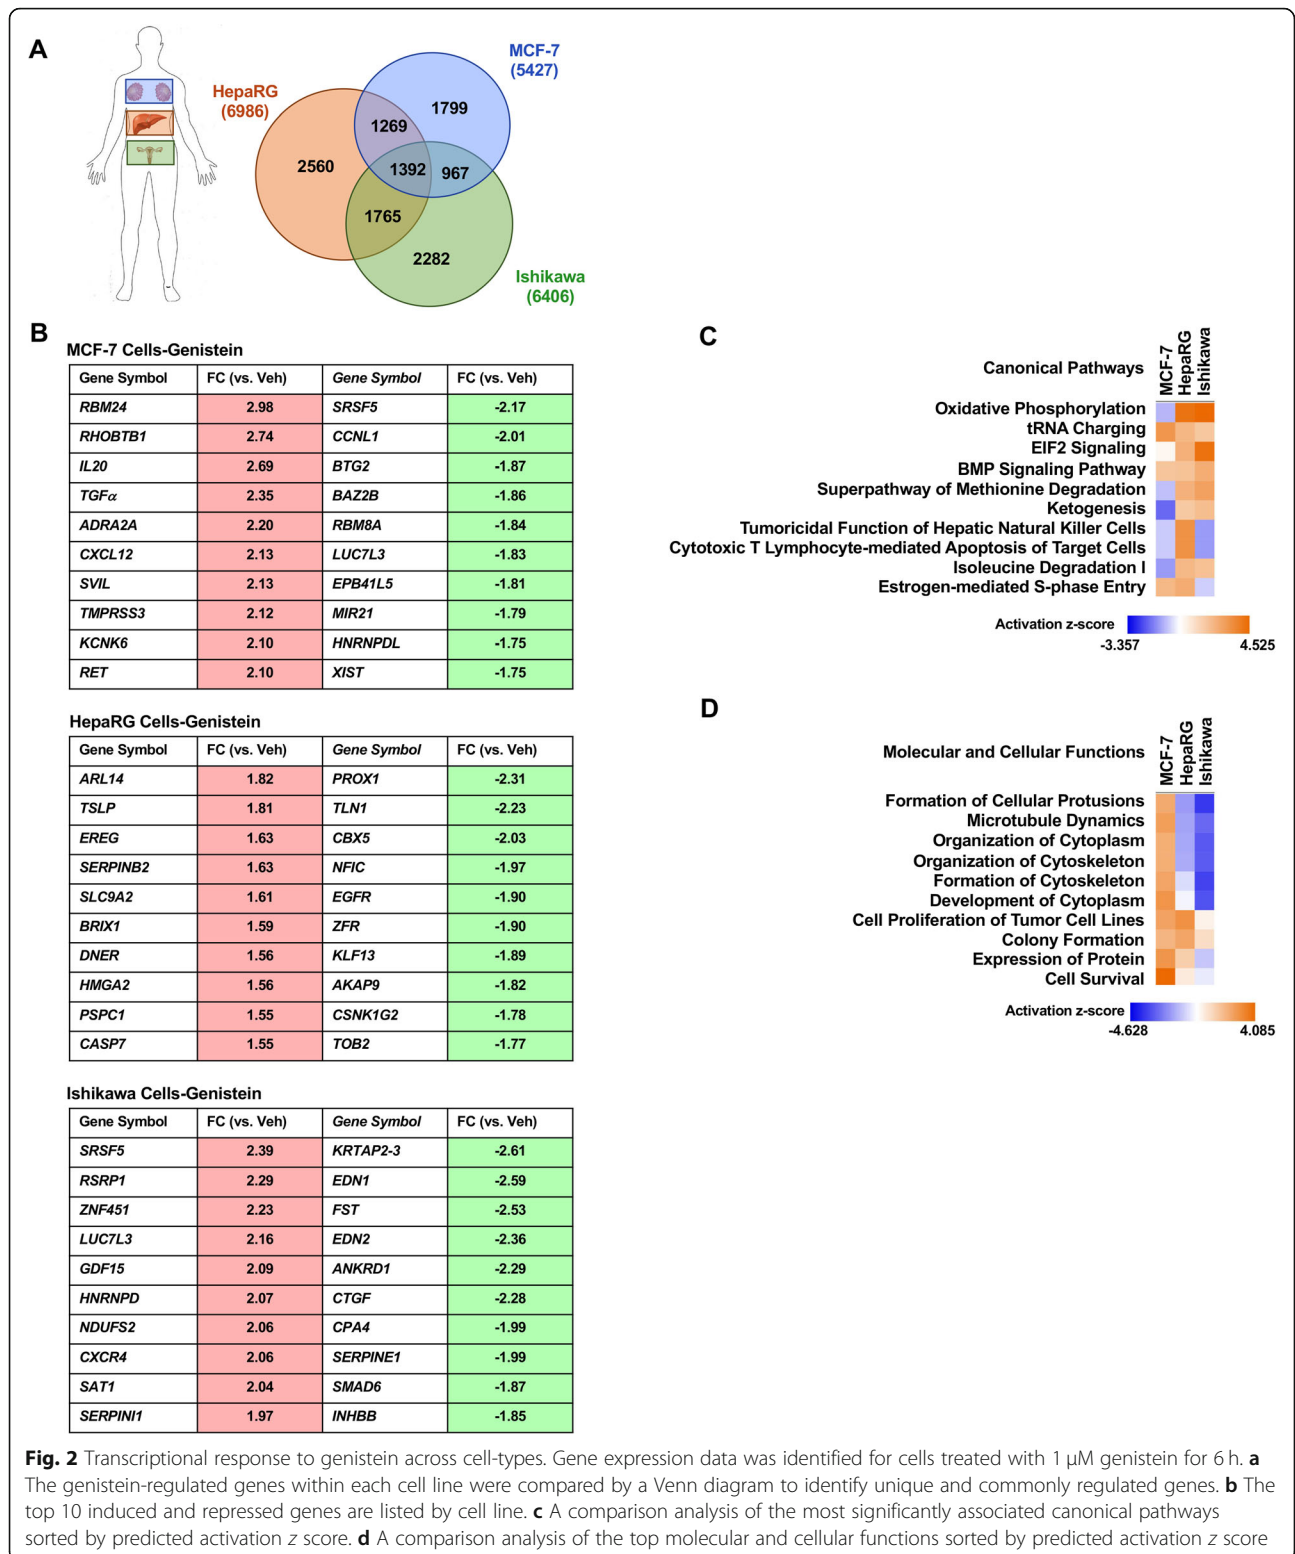 A
MCF-7
(5427)
HepaRG
(6986)
1799
1269
2560
1392
967
1765
2282
Ishikawa
(6406)
B
MCF-7 Cells-Genistein
Gene Symbol FC (vs. Veh) Gene Symbol FC (vs. Veh)
RBM24 2.98 SRSF5 -2.17
RHOBTB1 2.74 CCNL1 -2.01
IL20 2.69 BTG2 -1.87
TGFα 2.35 BAZ2B -1.86
ADRA2A 2.20 RBM8A -1.84
CXCL12 2.13 LUC7L3 -1.83
SVIL 2.13 EPB41L5 -1.81
TMPRSS3 2.12 MIR21 -1.79
KCNK6 2.10 HNRNPDL -1.75
RET 2.10 XIST -1.75
HepaRG Cells-Genistein
Gene Symbol FC (vs. Veh) Gene Symbol FC (vs. Veh)
ARL14 1.82 PROX1 -2.31
TSLP 1.81 TLN1 -2.23
EREG 1.63 CBX5 -2.03
SERPINB2 1.63 NFIC -1.97
SLC9A2 1.61 EGFR -1.90
BRIX1 1.59 ZFR -1.90
DNER 1.56 KLF13 -1.89
HMGA2 1.56 AKAP9 -1.82
PSPC1 1.55 CSNK1G2 -1.78
CASP7 1.55 TOB2 -1.77
Ishikawa Cells-Genistein
Gene Symbol FC (vs. Veh) Gene Symbol FC (vs. Veh)
SRSF5 2.39 KRTAP2-3 -2.61
RSRP1 2.29 EDN1 -2.59
ZNF451 2.23 FST -2.53
LUC7L3 2.16 EDN2 -2.36
GDF15 2.09 ANKRD1 -2.29
HNRNPD 2.07 CTGF -2.28
NDUFS2 2.06 CPA4 -1.99
CXCR4 2.06 SERPINE1 -1.99
SAT1 2.04 SMAD6 -1.87
SERPINI1 1.97 INHBB -1.85
C
Canonical Pathways
MCF-7
HepaRG
Ishikawa
Oxidative Phosphorylation
tRNA Charging
EIF2 Signaling
BMP Signaling Pathway
Superpathway of Methionine Degradation
Ketogenesis
Tumoricidal Function of Hepatic Natural Killer Cells
Cytotoxic T Lymphocyte-mediated Apoptosis of Target Cells
Isoleucine Degradation I
Estrogen-mediated S-phase Entry
Activation z-score
-3.357 4.525
D
Molecular and Cellular Functions
MCF-7
HepaRG
Ishikawa
Formation of Cellular Protusions
Microtubule Dynamics
Organization of Cytoplasm
Organization of Cytoskeleton
Formation of Cytoskeleton
Development of Cytoplasm
Cell Proliferation of Tumor Cell Lines
Colony Formation
Expression of Protein
Cell Survival
Activation z-score
-4.628 4.085
Fig. 2 Transcriptional response to genistein across cell-types. Gene expression data was identified for cells treated with 1 μM genistein for 6 h. a
The genistein-regulated genes within each cell line were compared by a Venn diagram to identify unique and commonly regulated genes. b The
top 10 induced and repressed genes are listed by cell line. c A comparison analysis of the most significantly associated canonical pathways
sorted by predicted activation z score. d A comparison analysis of the top molecular and cellular functions sorted by predicted activation z score